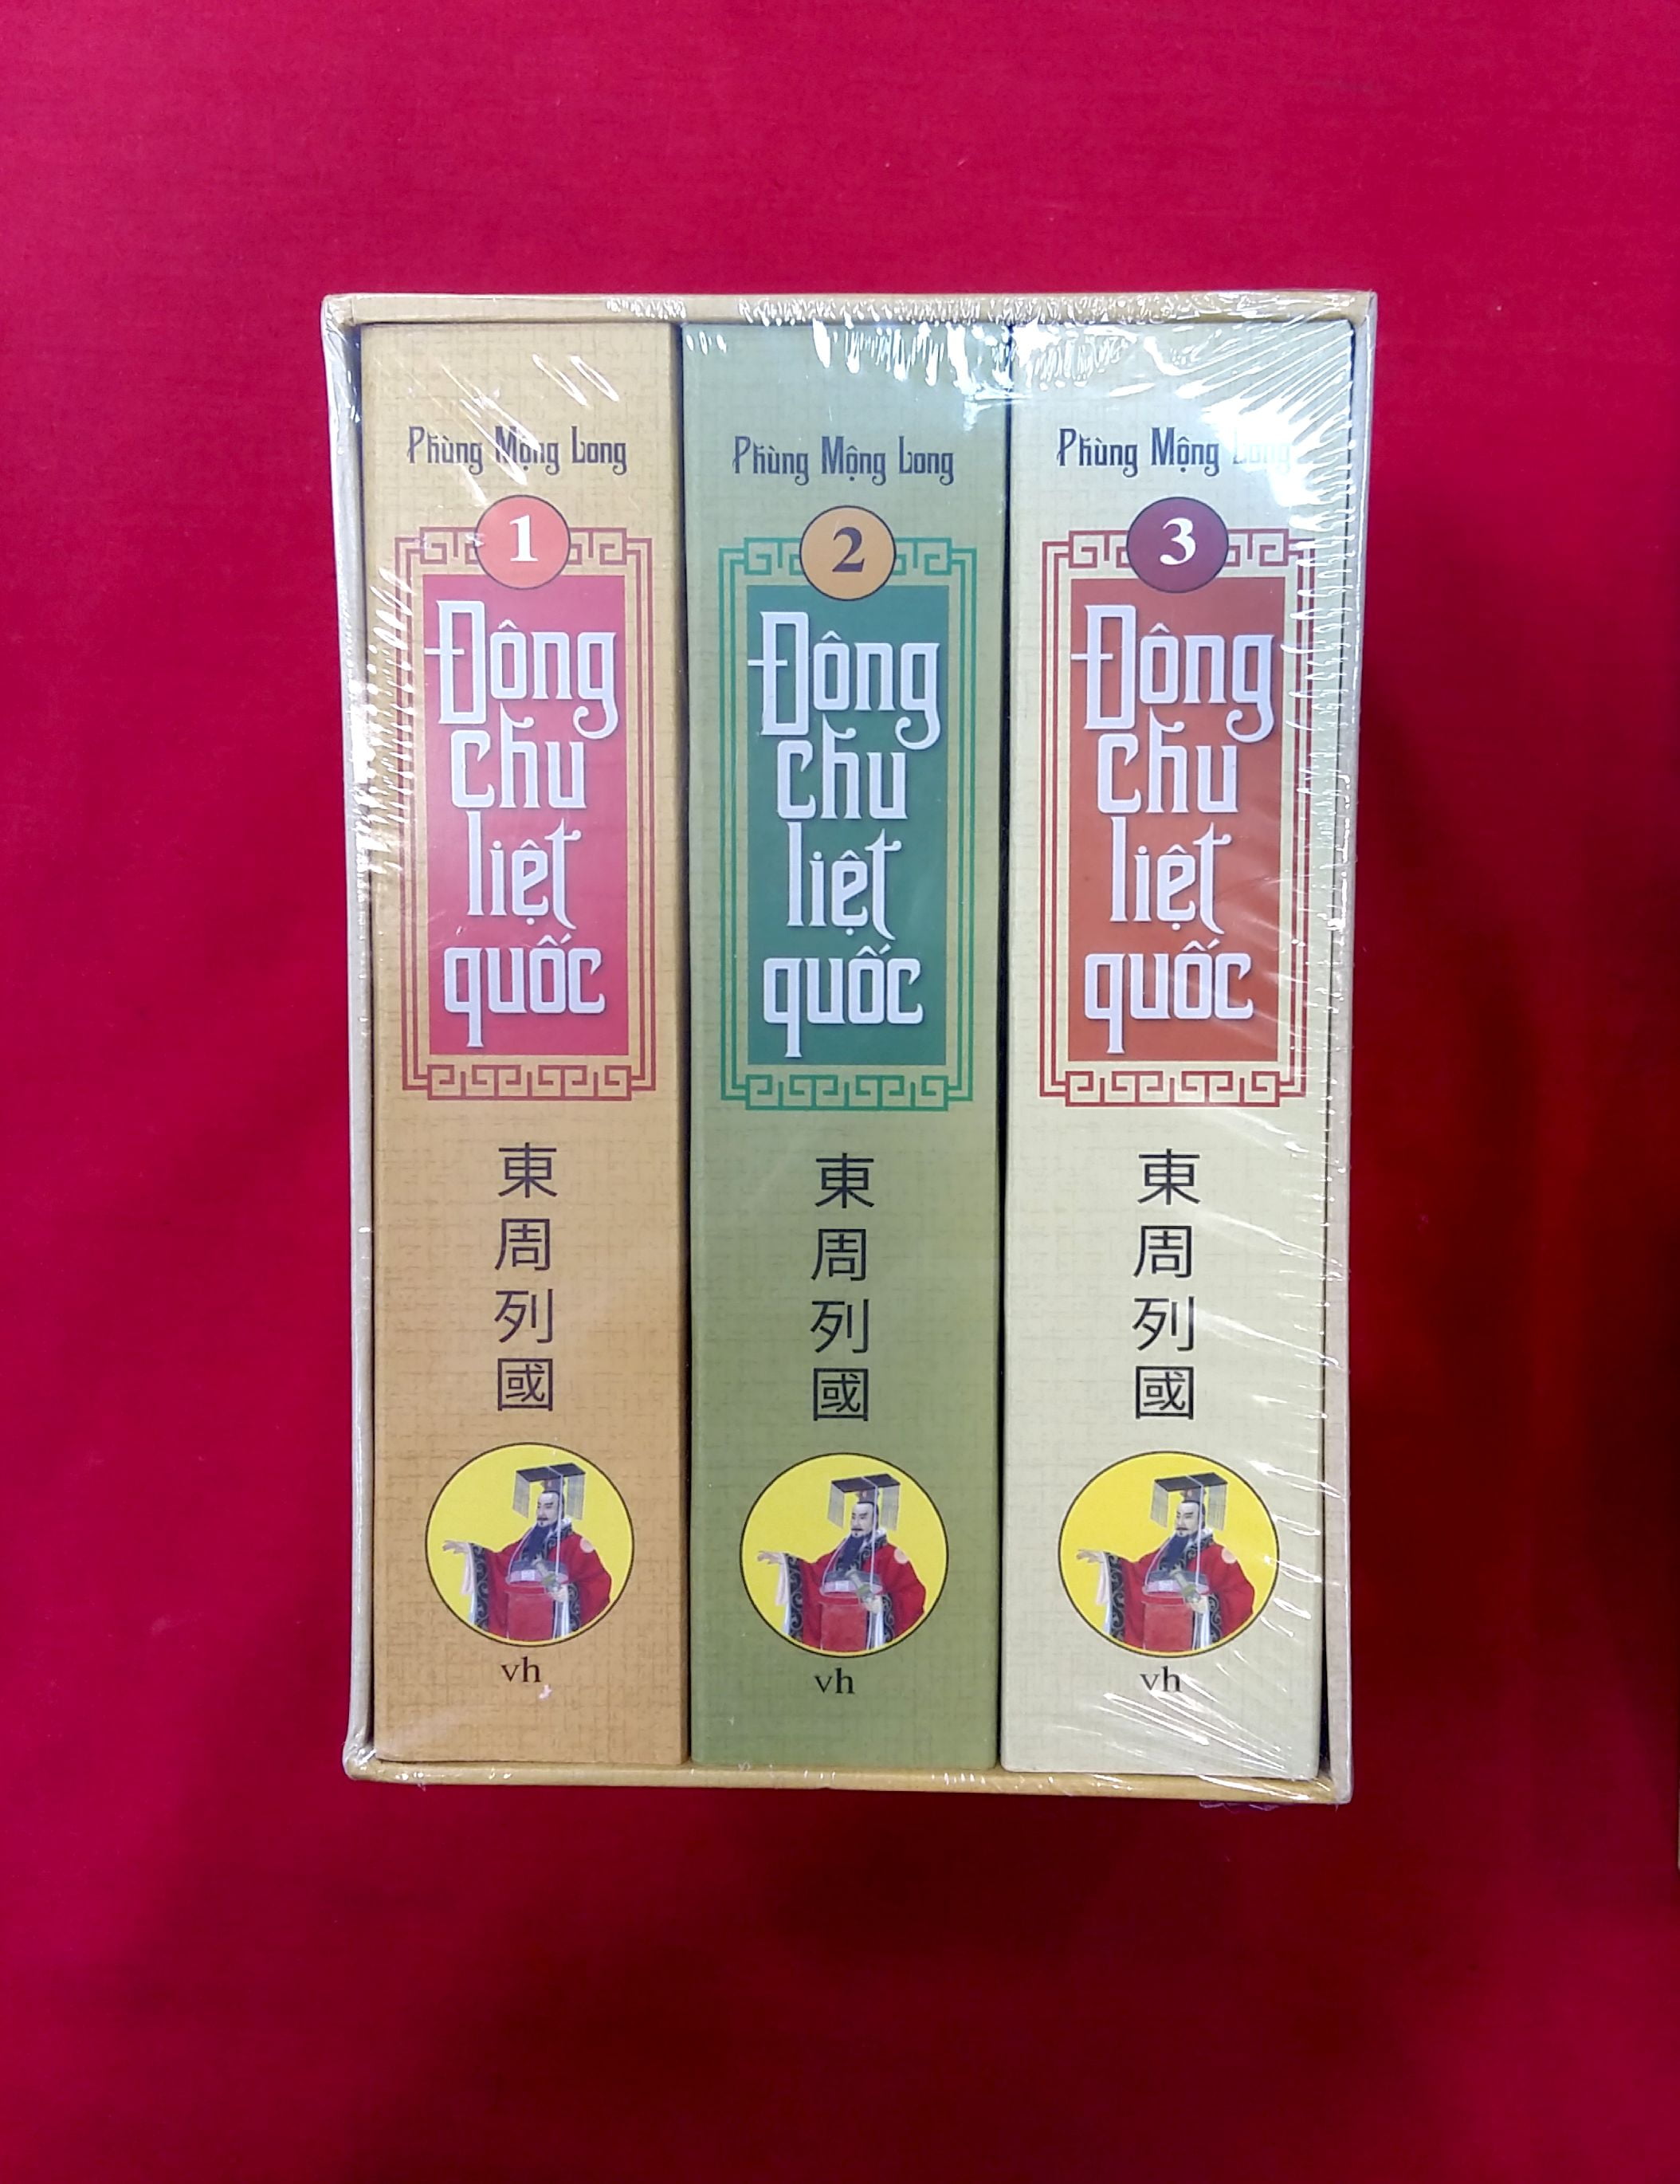 Phùng Mộng Long
1
Đông
chu
liệt
quốc
東
周
列
國
vh
Phùng Mộng Long
2
Đông
chu
liệt
quốc
東
周
列
國
vh
Phùng Mộng Long
3
Đông
chu
liệt
quốc
東
周
列
國
vh